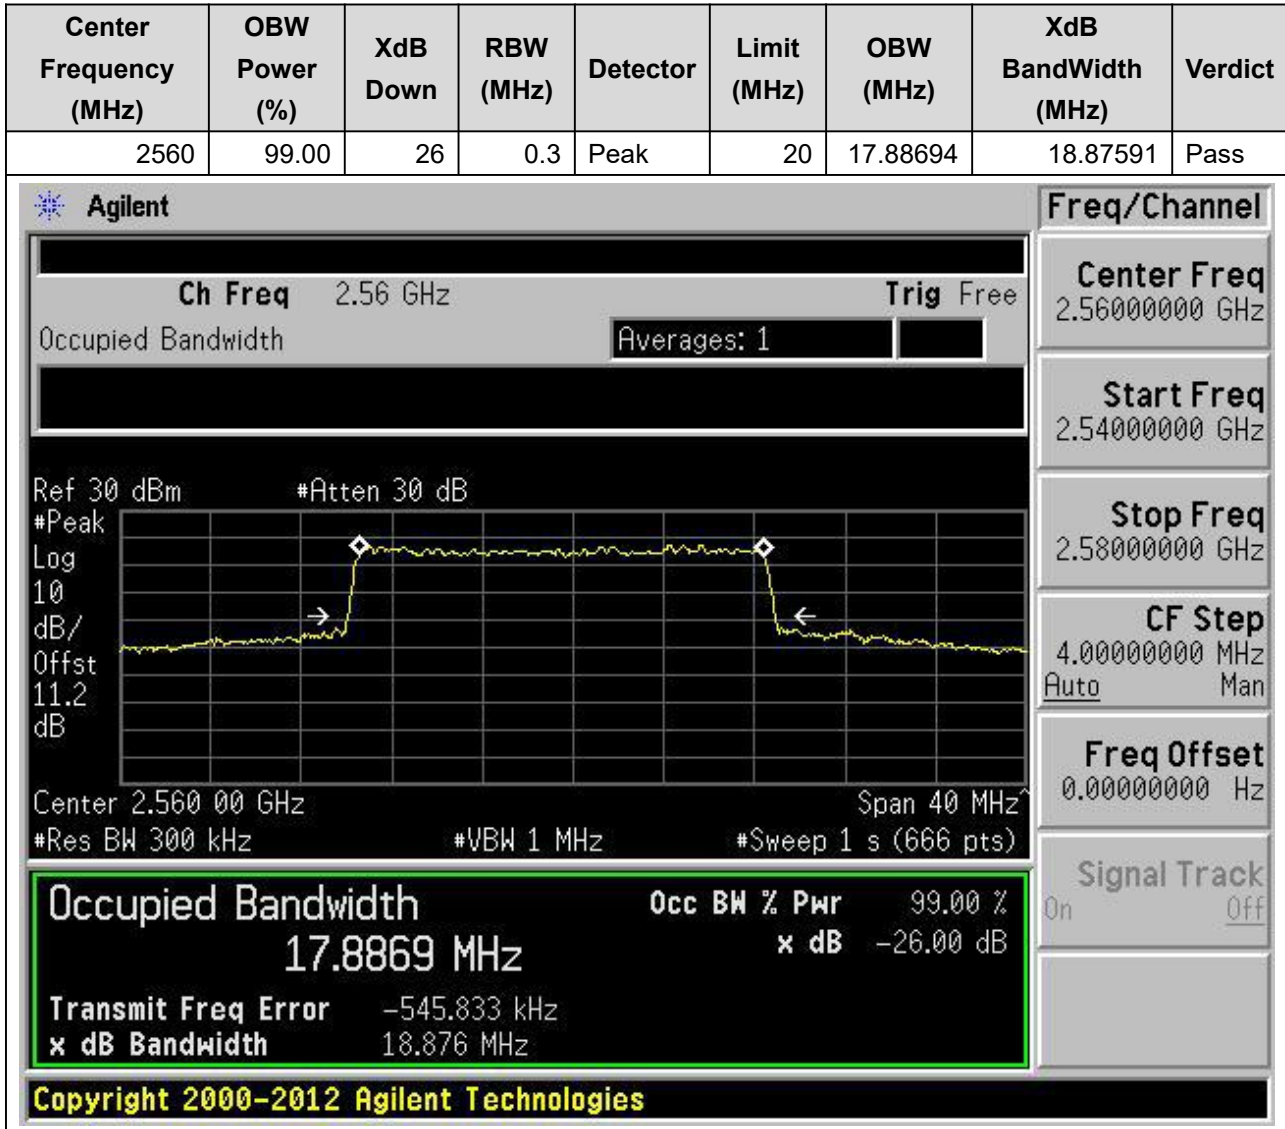 Center Frequency (MHz) OBW Power (%) XdB Down RBW (MHz) Detector Limit (MHz) OBW (MHz) XdB BandWidth (MHz) Verdict
2560 99.00 26 0.3 Peak 20 17.88694 18.87591 Pass
Agilent
Freq/Channel
Ch Freq 2.56 GHz Trig Free
Occupied Bandwidth Averages: 1
Center Freq
2.56000000 GHz
Start Freq
2.54000000 GHz
Stop Freq
2.58000000 GHz
CF Step
4.00000000 MHz
Auto Man
Freq Offset
0.00000000 Hz
Signal Track
On Off
Ref 30 dBm #Atten 30 dB
#Peak
Log
10
dB/
Offst
11.2
dB
Center 2.560 00 GHz Span 40 MHz^
#Res BW 300 kHz #VBW 1 MHz #Sweep 1 s (666 pts)
Occupied Bandwidth Occ BW % Pwr 99.00 %
17.8869 MHz x dB -26.00 dB
Transmit Freq Error -545.833 kHz
x dB Bandwidth 18.876 MHz
Copyright 2000-2012 Agilent Technologies